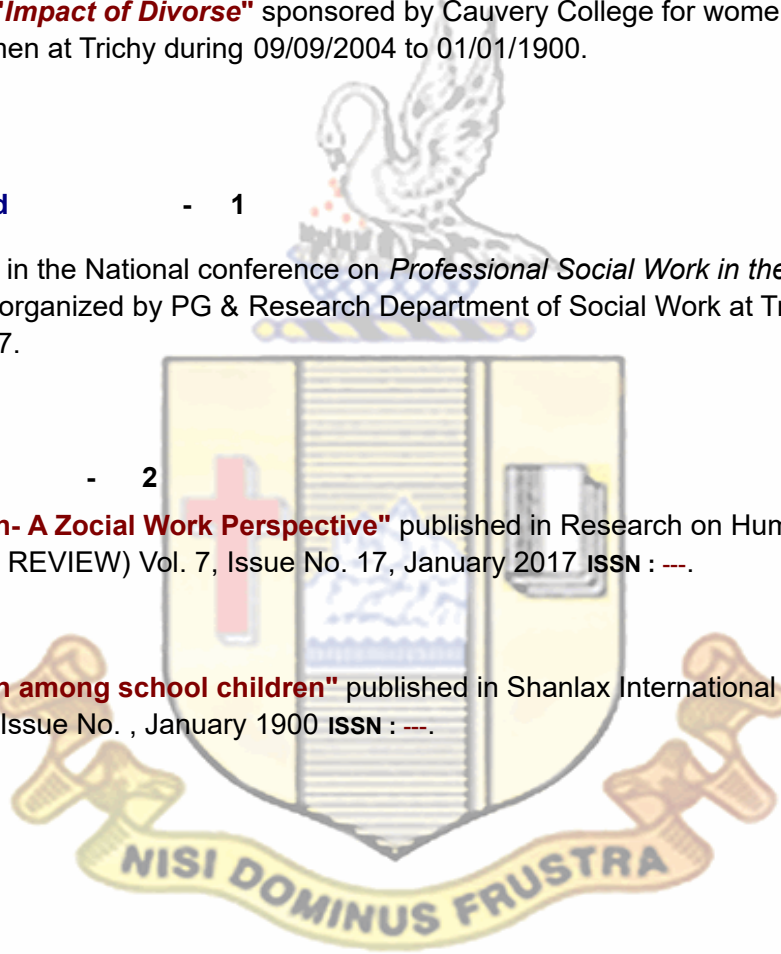 "Impact of Divorse" sponsored by Cauvery College for wome
en at Trichy during 09/09/2004 to 01/01/1900.
d - 1
in the National conference on Professional Social Work in the
organized by PG & Research Department of Social Work at Tr
7.
- 2
n- A Zocial Work Perspective" published in Research on Hum
REVIEW) Vol. 7, Issue No. 17, January 2017 ISSN : ---.
n among school children" published in Shanlax International
Issue No. , January 1900 ISSN : ---.
NISI DOMINUS FRUSTRA